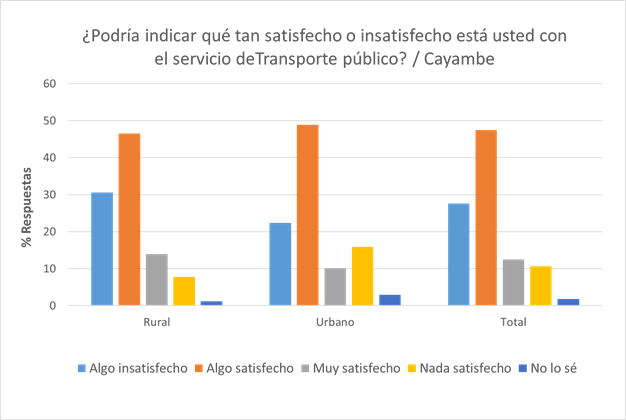 ¿Podría indicar qué tan satisfecho o insatisfecho está usted con
el servicio deTransporte público? / Cayambe
60
50
40
30
20
10
0
% Respuestas
Rural Urbano Total
Algo insatisfecho Algo satisfecho Muy satisfecho Nada satisfecho No lo sé